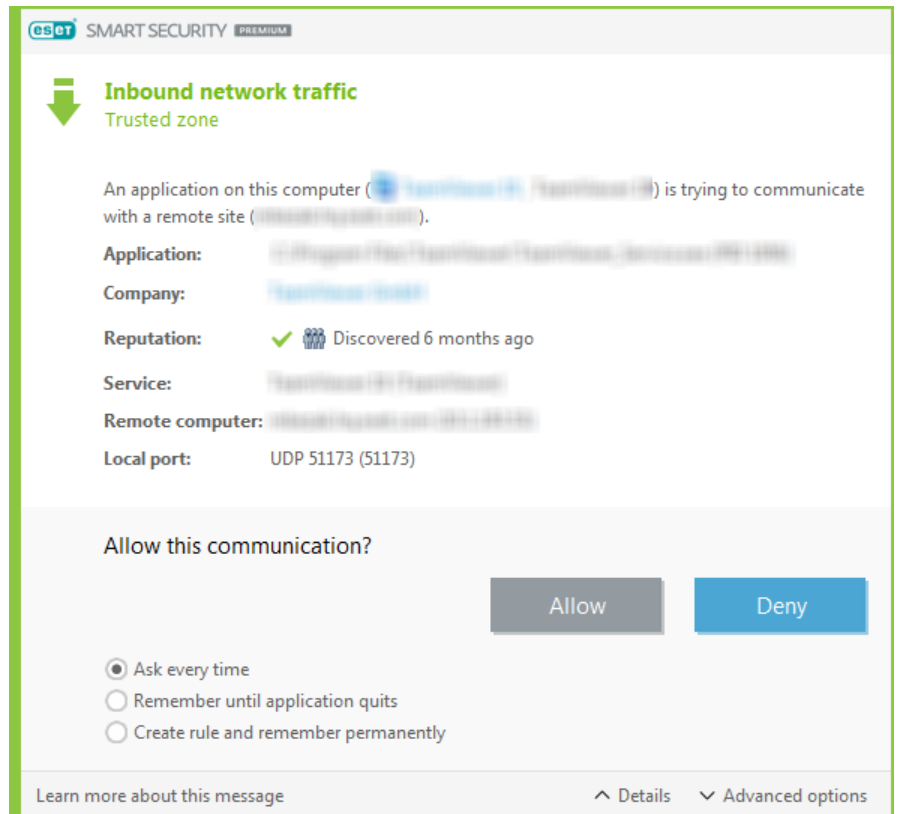 eset SMART SECURITY PREMIUM
Inbound network traffic
Trusted zone
An application on this computer ( ) is trying to communicate
with a remote site ( ).
Application:
Company:
Reputation: Discovered 6 months ago
Service:
Remote computer:
Local port: UDP 51173 (51173)
Allow this communication?
Allow Deny
Ask every time
Remember until application quits
Create rule and remember permanently
Learn more about this message Details Advanced options